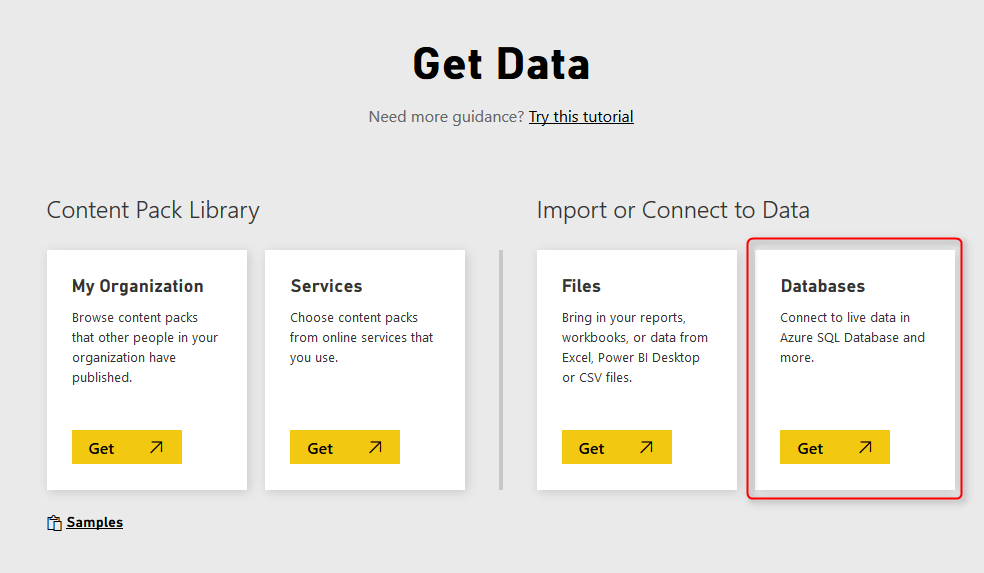 Get Data
Need more guidance? Try this tutorial
Content Pack Library
My Organization
Browse content packs
that other people in your
organization have
published.
Get
Services
Choose content packs
from online services that
you use.
Get
Samples
Import or Connect to Data
Files
Bring in your reports,
workbooks, or data from
Excel, Power BI Desktop
or CSV files.
Get
Databases
Connect to live data in
Azure SQL Database and
more.
Get